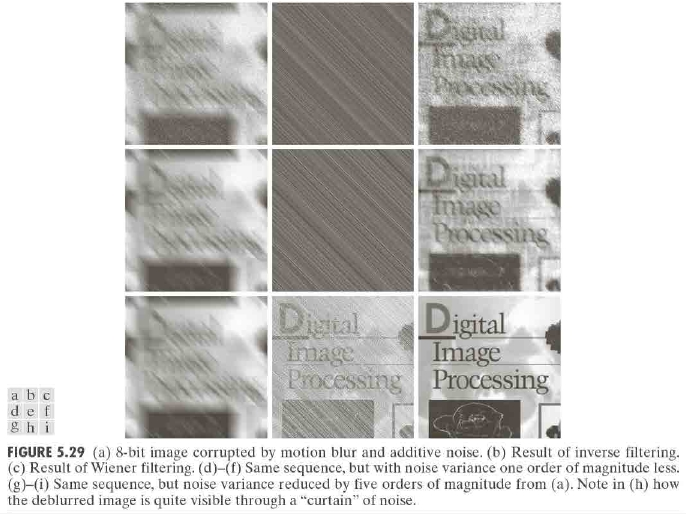 Digital
Image
Processing
Digital
Image
Processing
Digital
Image
Processing
Digital
Image
Processing
a b c
d e f
g h i
FIGURE 5.29 (a) 8-bit image corrupted by motion blur and additive noise. (b) Result of inverse filtering.
(c) Result of Wiener filtering. (d)–(f) Same sequence, but with noise variance one order of magnitude less.
(g)–(i) Same sequence, but noise variance reduced by five orders of magnitude from (a). Note in (h) how
the deblurred image is quite visible through a “curtain” of noise.